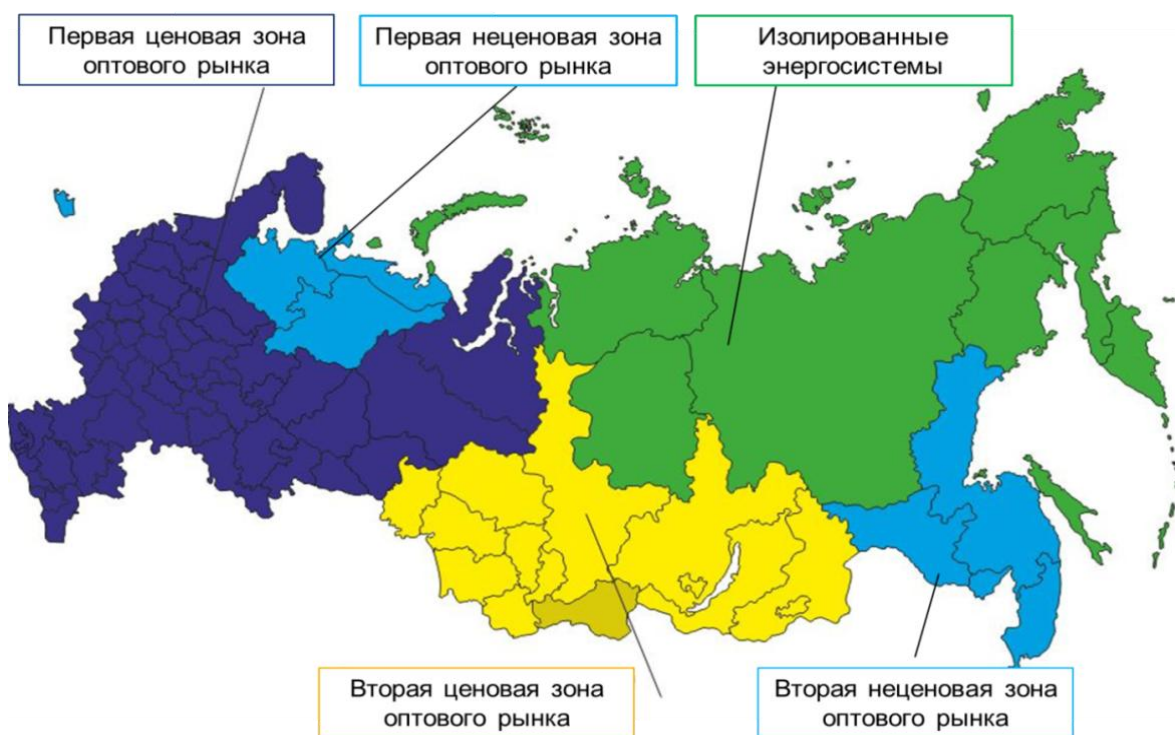 Первая ценовая зона
оптового рынка
Первая неценовая зона
оптового рынка
Изолированные
энергосистемы
Вторая ценовая зона
оптового рынка
Вторая неценовая зона
оптового рынка